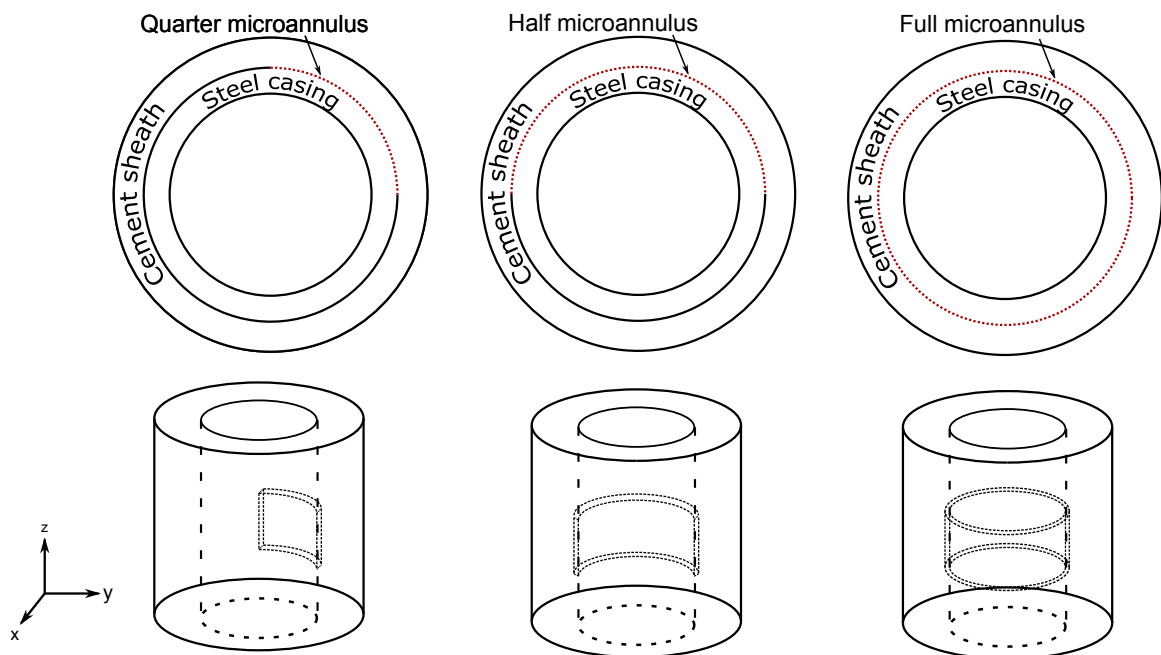 Quarter microannulus
Half microannulus
Full microannulus
Steel casing
Cement sheath
Steel casing
Cement sheath
Steel casing
Cement sheath
z
y
x